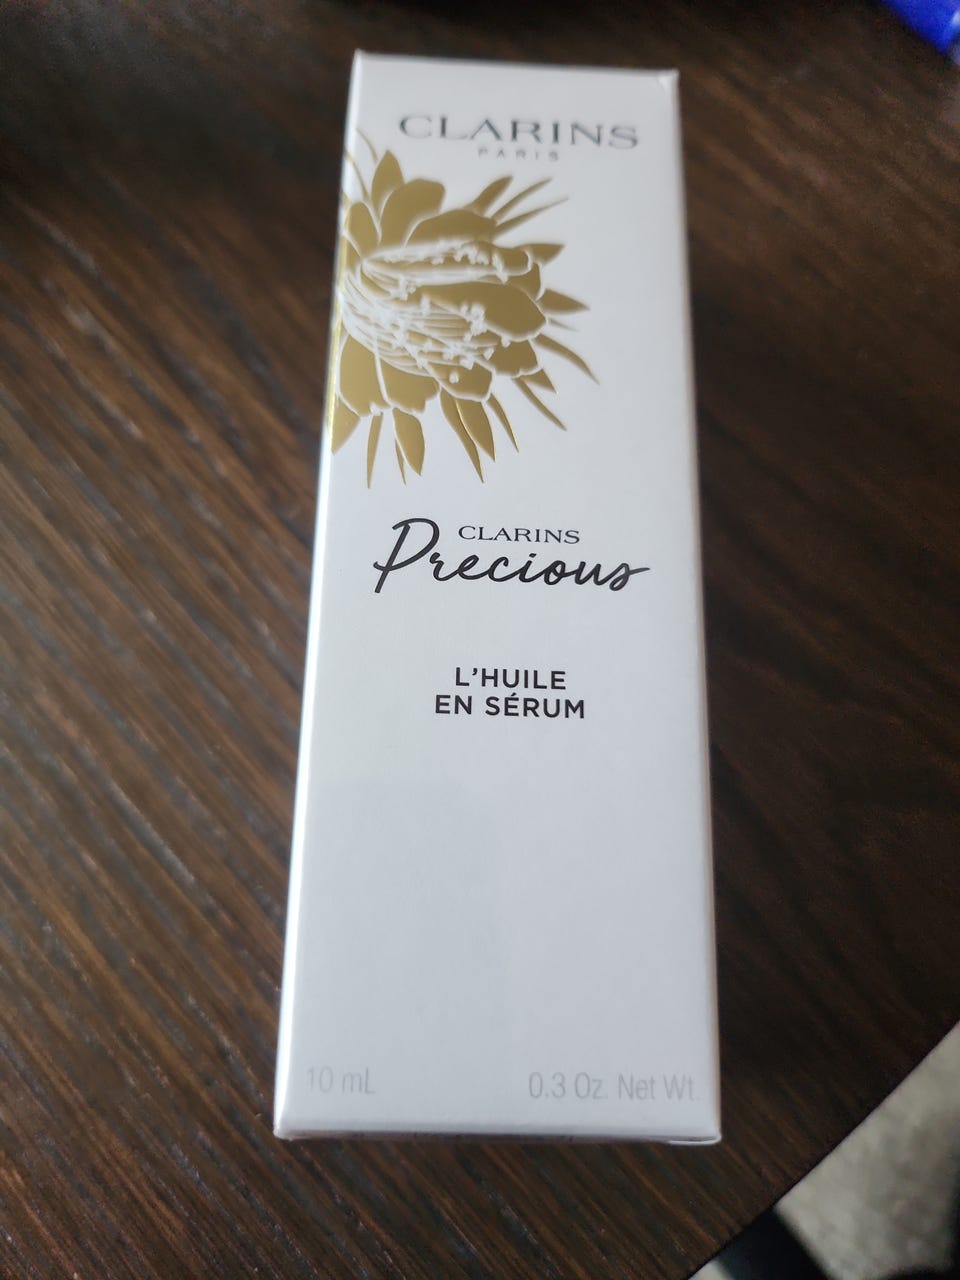 CLARINS
PARIS
CLARINS
Precious
L'HUILE
EN SÉRUM
10 mL 0.3 Oz. Net Wt.